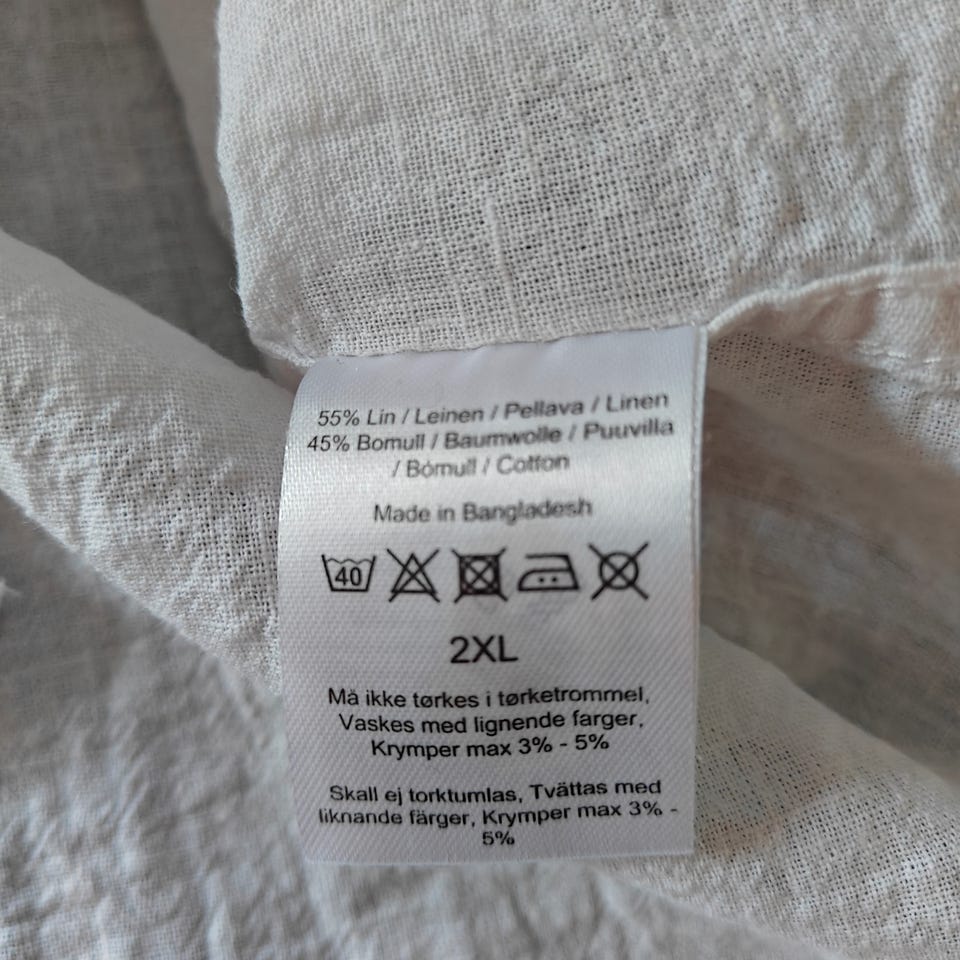 55% Lin / Leinen / Pellava / Linen
45% Bomull / Baumwolle / Puuvilla
/ Bómull / Cotton
Made in Bangladesh
40
2XL
Må ikke tørkes i tørketrommel,
Vaskes med lignende farger,
Krymper max 3% - 5%
Skall ej torktumlas, Tvättas med
liknande färger, Krymper max 3% -
5%